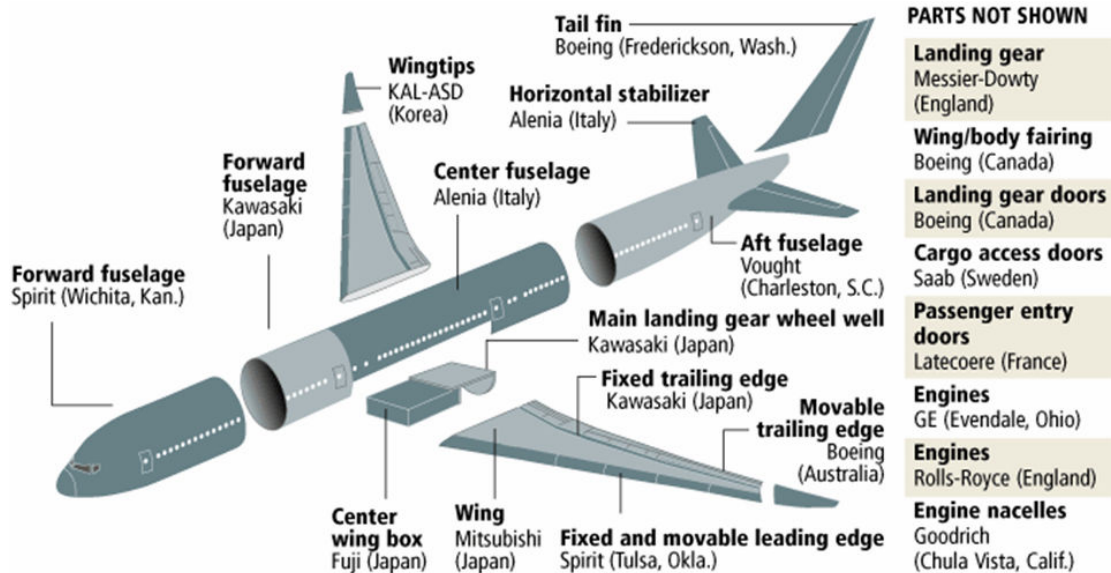 Tail fin
Boeing (Frederickson, Wash.)
Wingtips
KAL-ASD
(Korea)
Horizontal stabilizer
Alenia (Italy)
Forward
fuselage
Kawasaki
(Japan)
Center fuselage
Alenia (Italy)
Aft fuselage
Vought
(Charleston, S.C.)
Forward fuselage
Spirit (Wichita, Kan.)
Main landing gear wheel well
Kawasaki (Japan)
Fixed trailing edge
Kawasaki (Japan)
Movable
trailing edge
Boeing
(Australia)
Center
wing box
Fuji (Japan)
Wing
Mitsubishi
(Japan)
Fixed and movable leading edge
Spirit (Tulsa, Okla.)
PARTS NOT SHOWN
Landing gear
Messier-Dowty
(England)
Wing/body fairing
Boeing (Canada)
Landing gear doors
Boeing (Canada)
Cargo access doors
Saab (Sweden)
Passenger entry
doors
Latecoere (France)
Engines
GE (Evendale, Ohio)
Engines
Rolls-Royce (England)
Engine nacelles
Goodrich
(Chula Vista, Calif.)